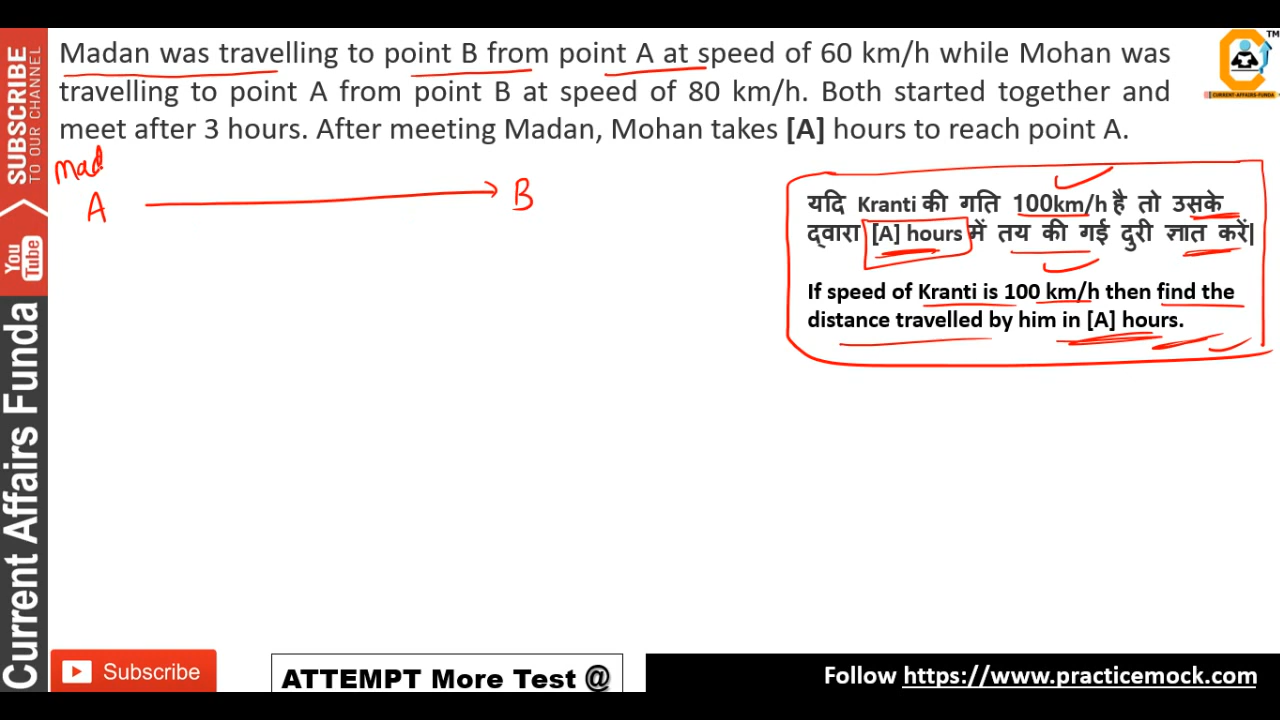 SUBSCRIBE
TO OUR CHANNEL
You
Tube
Current Affairs Funda
Madan was travelling to point B from point A at speed of 60 km/h while Mohan was
travelling to point A from point B at speed of 80 km/h. Both started together and
meet after 3 hours. After meeting Madan, Mohan takes [A] hours to reach point A.
TM
CURRENT-AFFAIRS-FUNDA
Mad
A
B
यदि Kranti की गति 100km/h है तो उसके
द्वारा [A] hours में तय की गई दुरी ज्ञात करें|
If speed of Kranti is 100 km/h then find the
distance travelled by him in [A] hours.
Subscribe
ATTEMPT More Test @
Follow https://www.practicemock.com